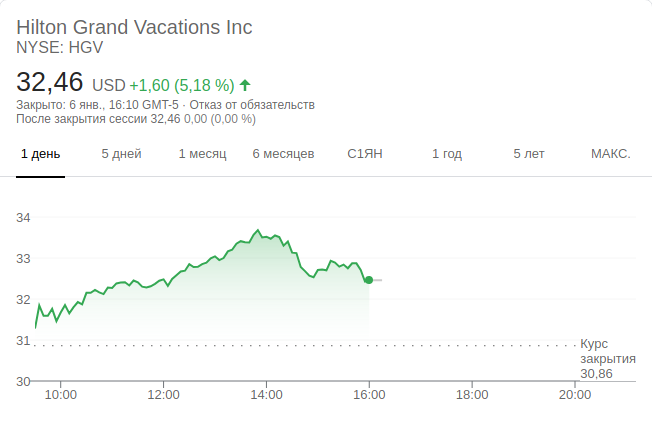 Hilton Grand Vacations Inc
NYSE: HGV
32,46 USD +1,60 (5,18 %)
Закрыто: 6 янв., 16:10 GMT-5 · Отказ от обязательств
После закрытия сессии 32,46 0,00 (0,00 %)
1 день 5 дней 1 месяц 6 месяцев С1ЯН 1 год 5 лет МАКС.
34
33
32
31
Курс
закрытия
30,86
30
10:00 12:00 14:00 16:00 18:00 20:00